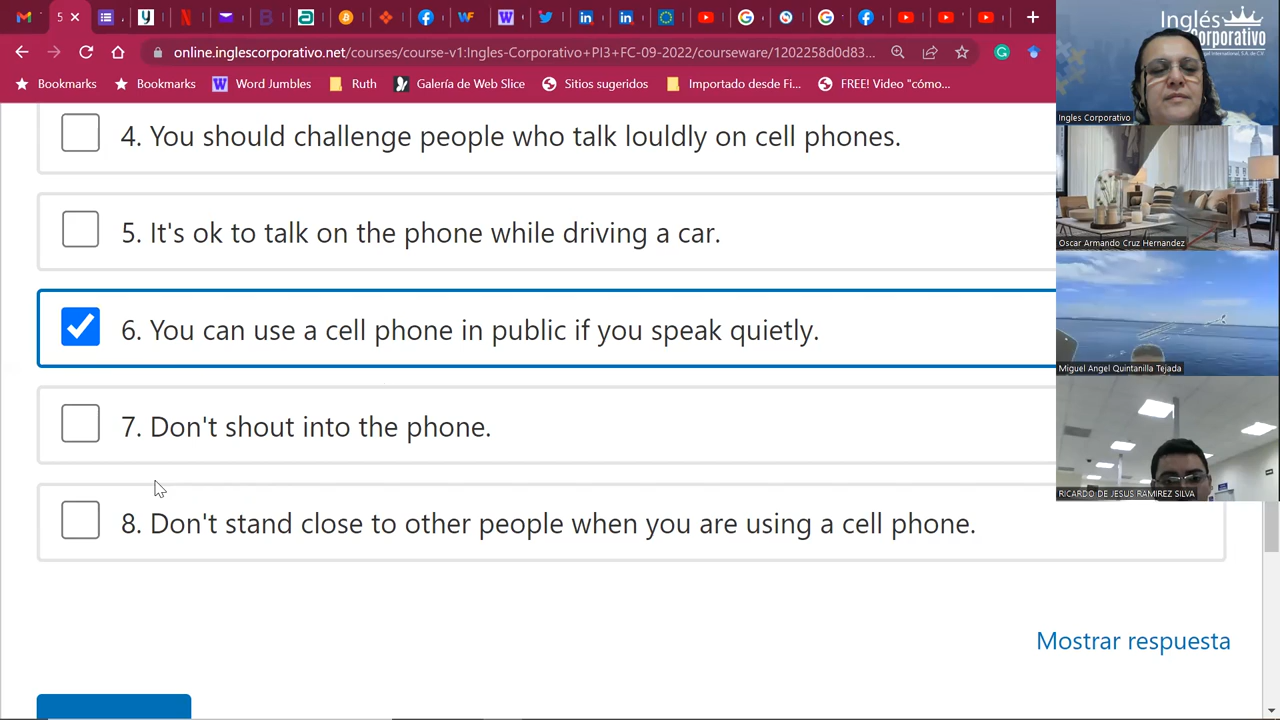 5
online.inglescorporativo.net/courses/course-v1:Ingles-Corporativo+PI3+FC-09-2022/courseware/1202258d0d83...
Bookmarks
Bookmarks
Word Jumbles
Ruth
Galería de Web Slice
Sitios sugeridos
Importado desde Fi...
FREE! Video "cómo...
4. You should challenge people who talk louldly on cell phones.
5. It's ok to talk on the phone while driving a car.
6. You can use a cell phone in public if you speak quietly.
7. Don't shout into the phone.
8. Don't stand close to other people when you are using a cell phone.
Mostrar respuesta
Inglés
Corporativo
Ingles Corporativo
Oscar Armando Cruz Hernandez
Miguel Angel Quintanilla Tejada
RICARDO DE JESUS RAMIREZ SILVA